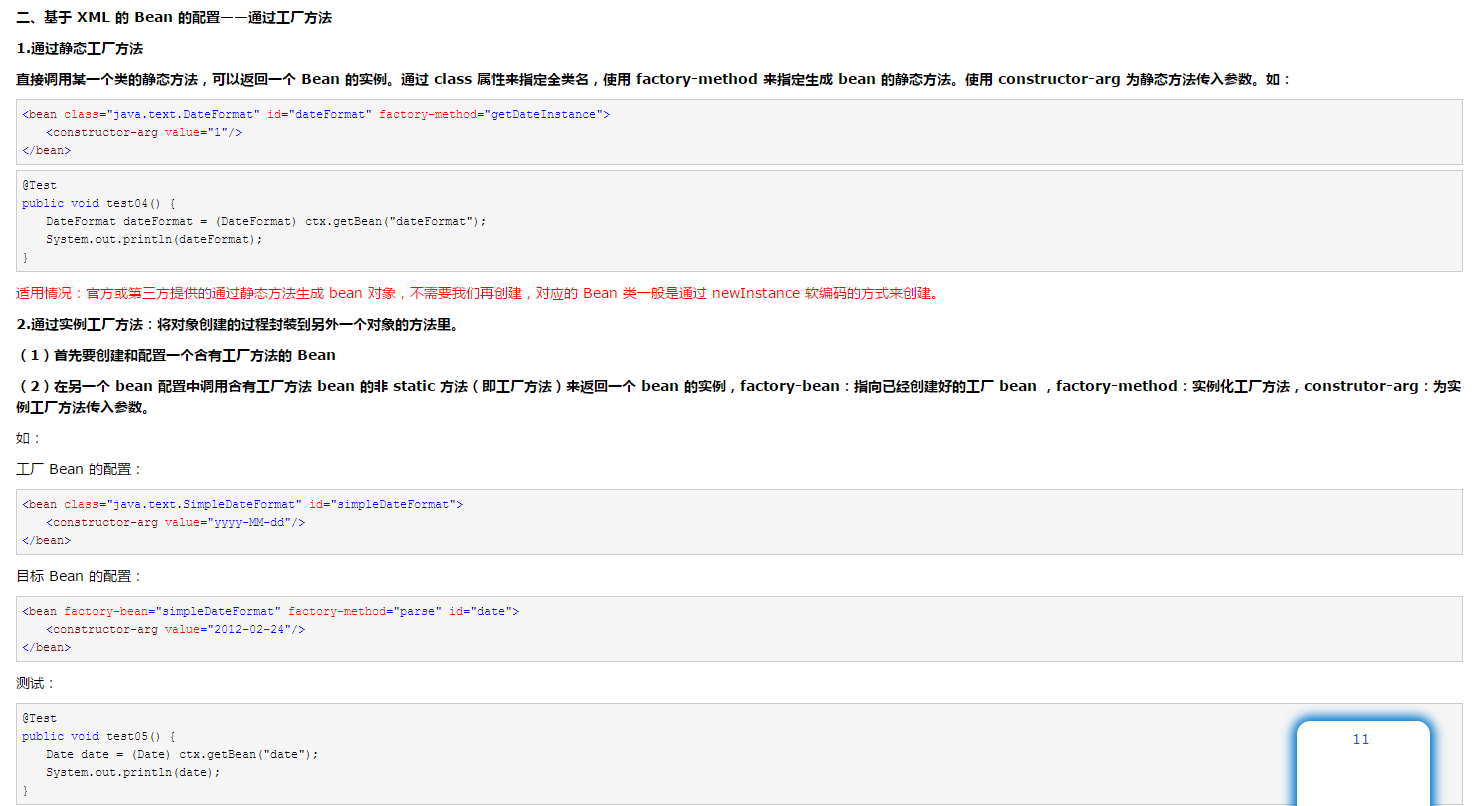 二、基于 XML 的 Bean 的配置——通过工厂方法
1.通过静态工厂方法
直接调用某一个类的静态方法，可以返回一个 Bean 的实例。通过 class 属性来指定全类名，使用 factory-method 来指定生成 bean 的静态方法。使用 constructor-arg 为静态方法传入参数。如：
<bean class="java.text.DateFormat" id="dateFormat" factory-method="getDateInstance">
    <constructor-arg value="1"/>
</bean>
@Test
public void test04() {
    DateFormat dateFormat = (DateFormat) ctx.getBean("dateFormat");
    System.out.println(dateFormat);
}
适用情况：官方或第三方提供的通过静态方法生成 bean 对象，不需要我们再创建，对应的 Bean 类一般是通过 newInstance 软编码的方式来创建。
2.通过实例工厂方法：将对象创建的过程封装到另外一个对象的方法里。
（1）首先要创建和配置一个含有工厂方法的 Bean
（2）在另一个 bean 配置中调用含有工厂方法 bean 的非 static 方法（即工厂方法）来返回一个 bean 的实例，factory-bean：指向已经创建好的工厂 bean ，factory-method：实例化工厂方法，construtor-arg：为实
例工厂方法传入参数。
如：
工厂 Bean 的配置：
<bean class="java.text.SimpleDateFormat" id="simpleDateFormat">
    <constructor-arg value="yyyy-MM-dd"/>
</bean>
目标 Bean 的配置：
<bean factory-bean="simpleDateFormat" factory-method="parse" id="date">
    <constructor-arg value="2012-02-24"/>
</bean>
测试：
@Test
public void test05() {
    Date date = (Date) ctx.getBean("date");
    System.out.println(date);
}
11